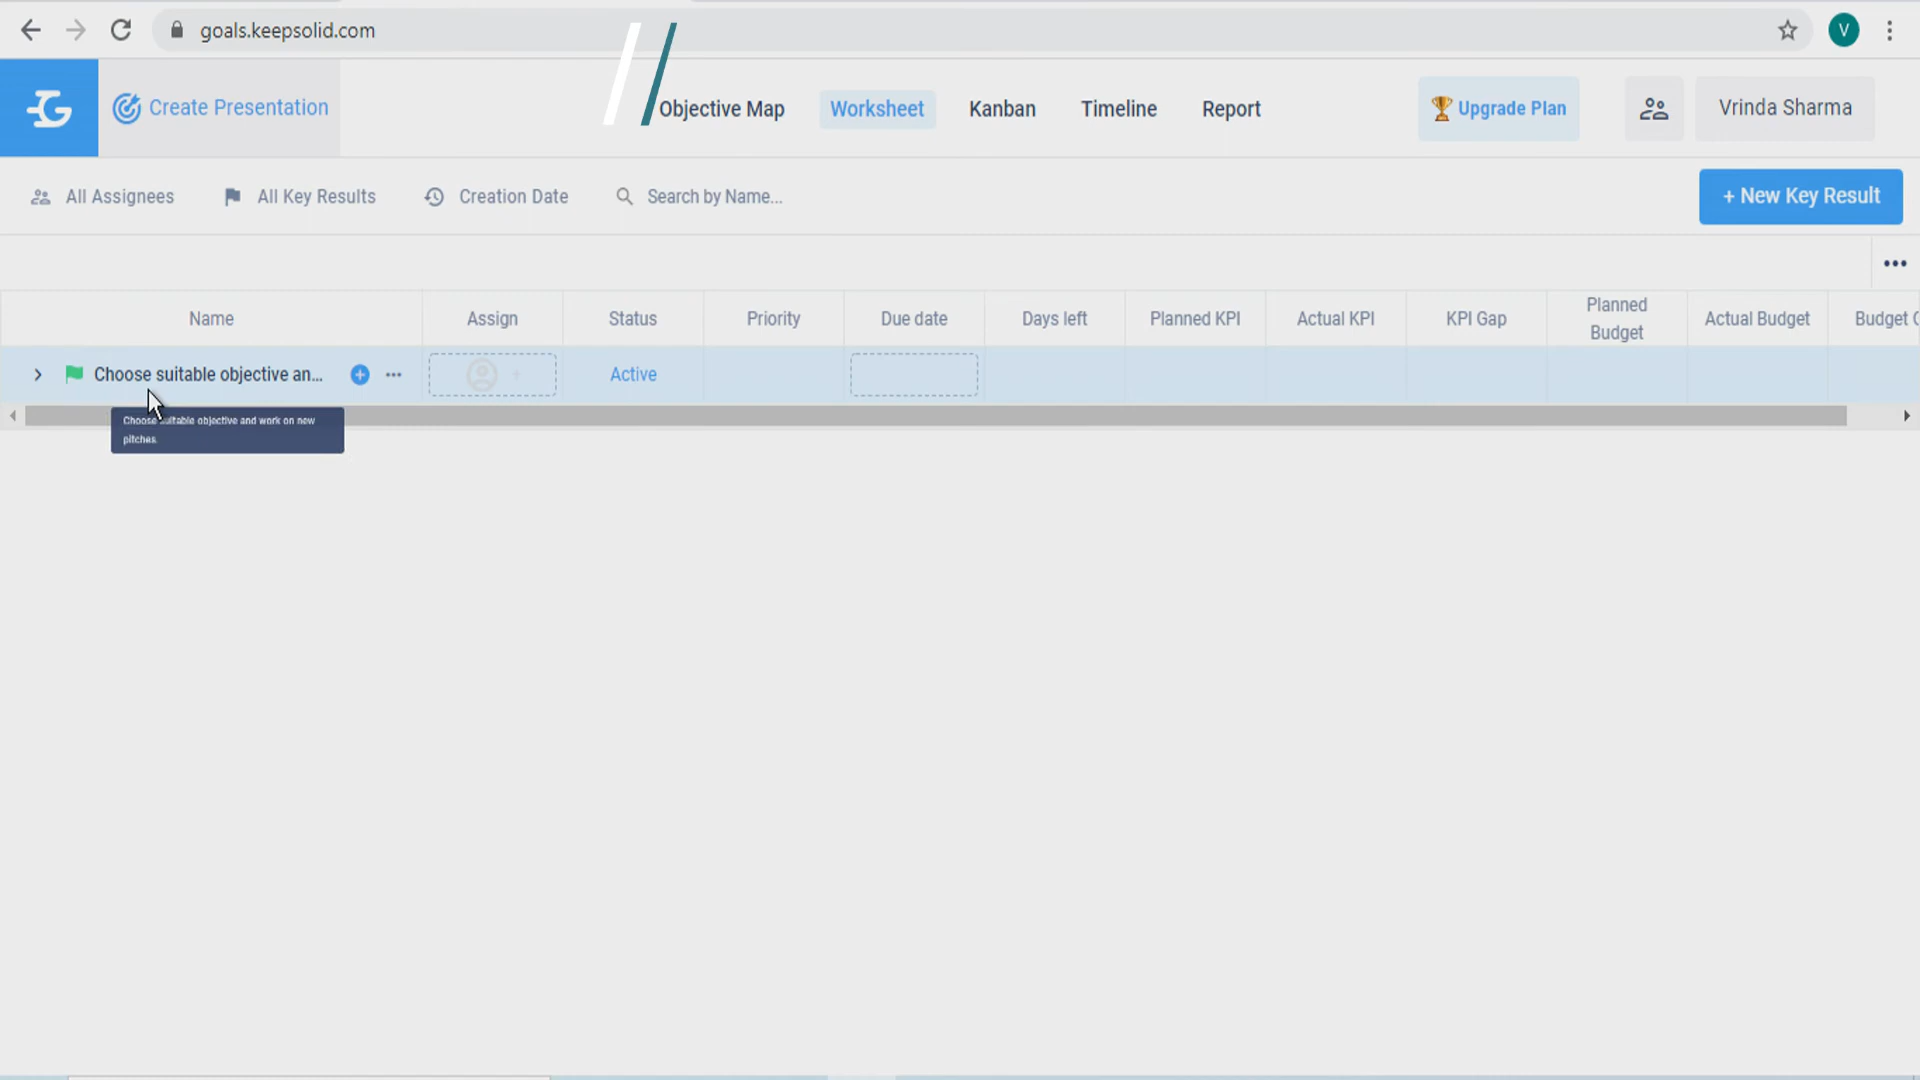 goals.keepsolid.com
V
G
Create Presentation
Objective Map
Worksheet
Kanban
Timeline
Report
Upgrade Plan
Vrinda Sharma
All Assignees
All Key Results
Creation Date
Search by Name...
+ New Key Result
Name
Assign
Status
Priority
Due date
Days left
Planned KPI
Actual KPI
KPI Gap
Planned
Budget
Actual Budget
Budget
Choose suitable objective an...
Active
Choose suitable objective and work on new
pitches.